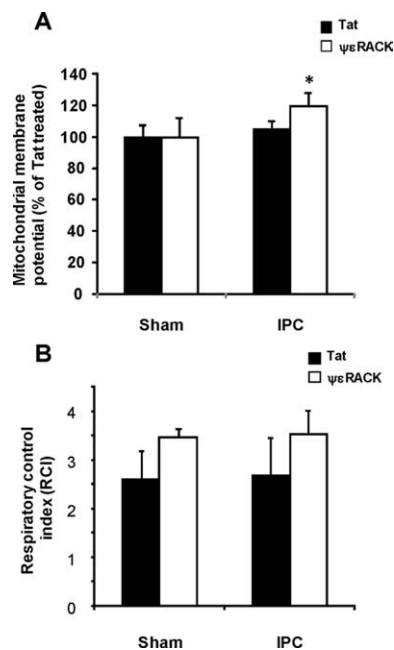 A
Tat
ψεRACK
Mitochondrial membrane
potential (% of Tat treated)
140
120
100
80
60
40
20
0
*
Sham
IPC
B
Tat
ψεRACK
Respiratory control
index (RCI)
4
3
2
1
0
Sham
IPC